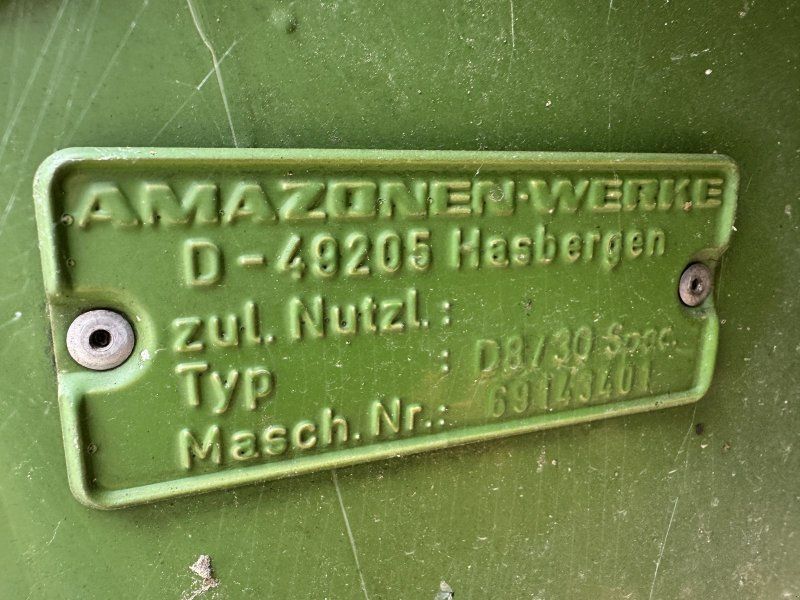 AMAZONEN-WERKE
D-49205 Hasbergen
zul. Nutzl.:
Typ : D8/30 Spec.
Masch. Nr.: 69143401